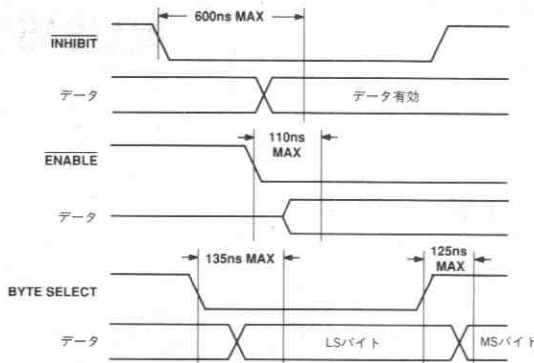 600ns MAX
INHIBIT
データ
データ有効
110ns
MAX
ENABLE
データ
135ns MAX
125ns
MAX
BYTE SELECT
データ
LSバイト
MSバイト